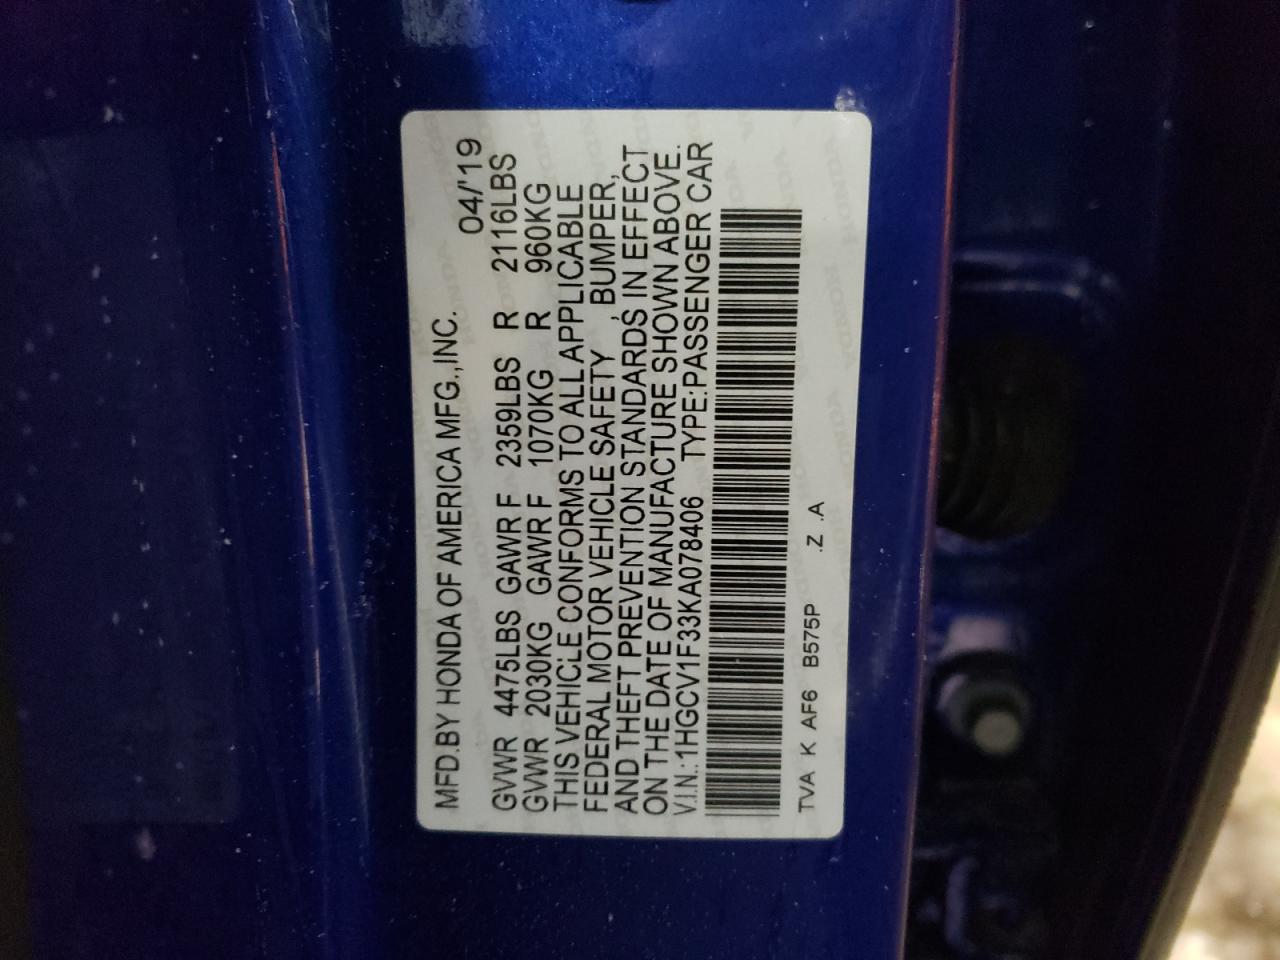 MFD.BY HONDA OF AMERICA MFG.,INC. 04/'19
GVWR 4475LBS GAWR F 2359LBS R 2116LBS
GVWR 2030KG GAWR F 1070KG R 960KG
THIS VEHICLE CONFORMS TO ALL APPLICABLE
FEDERAL MOTOR VEHICLE SAFETY , BUMPER,
AND THEFT PREVENTION STANDARDS IN EFFECT
ON THE DATE OF MANUFACTURE SHOWN ABOVE.
V.I.N.:1HGCV1F33KA078406 TYPE:PASSENGER CAR
TVA K AF6 B575P .Z .A